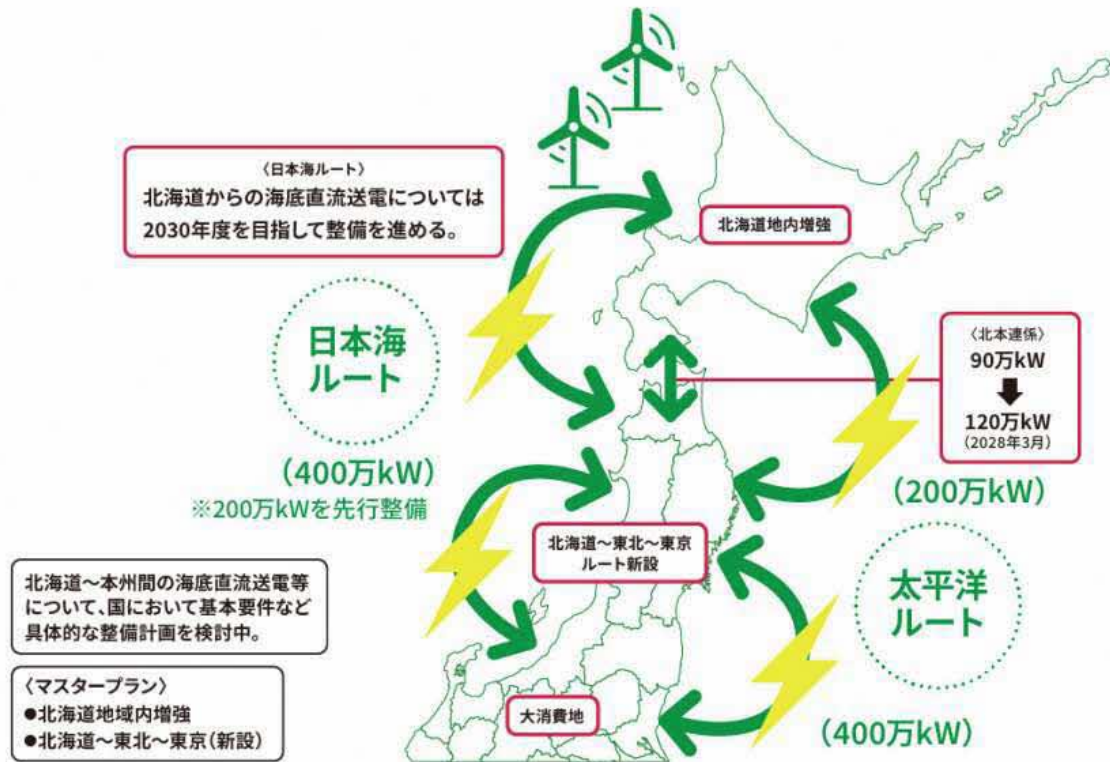 〈日本海ルート〉
北海道からの海底直流送電については
2030年度を目指して整備を進める。
北海道地内増強
日本海
ルート
(400万kW)
※200万kWを先行整備
〈北本連係〉
90万kW
120万kW
(2028年3月)
(200万kW)
北海道～東北～東京
ルート新設
太平洋
ルート
(400万kW)
北海道～本州間の海底直流送電等
について、国において基本要件など
具体的な整備計画を検討中。
〈マスタープラン〉
●北海道地域内増強
●北海道～東北～東京(新設)
大消費地